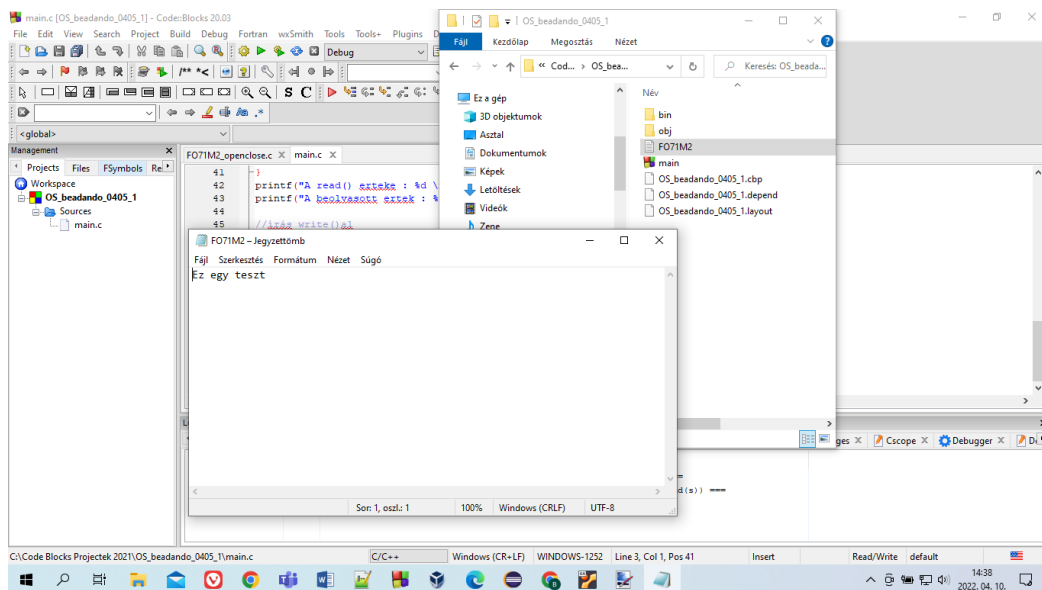 main.c [OS_beadando_0405_1] - Code::Blocks 20.03
File Edit View Search Project Build Debug Fortran wxSmith Tools Tools+ Plugins D
Debug
/** *<
S C
.*
<global>
Management
Projects Files FSymbols Re
Workspace
OS_beadando_0405_1
Sources
main.c
FO71M2_openclose.c X main.c X
41 }
42 printf("A read() erteke : %d \
43 printf("A beolvasott ertek : %
44
45 //írás write()al
OS_beadando_0405_1
Fájl Kezdőlap Megosztás Nézet
« Cod... › OS_bea...
Keresés: OS_beada...
Ez a gép
3D objektumok
Asztal
Dokumentumok
Képek
Letöltések
Videók
Zene
Név
bin
obj
FO71M2
main
OS_beadando_0405_1.cbp
OS_beadando_0405_1.depend
OS_beadando_0405_1.layout
FO71M2 – Jegyzettömb
Fájl Szerkesztés Formátum Nézet Súgó
Ez egy teszt
Sor: 1, oszl.: 1 100% Windows (CRLF) UTF-8
ges X Cscope X Debugger X
d(s)) ===
C:\Code Blocks Projectek 2021\OS_beadando_0405_1\main.c C/C++ Windows (CR+LF) WINDOWS-1252 Line 3, Col 1, Pos 41 Insert Read/Write default
14:38
2022. 04. 10.